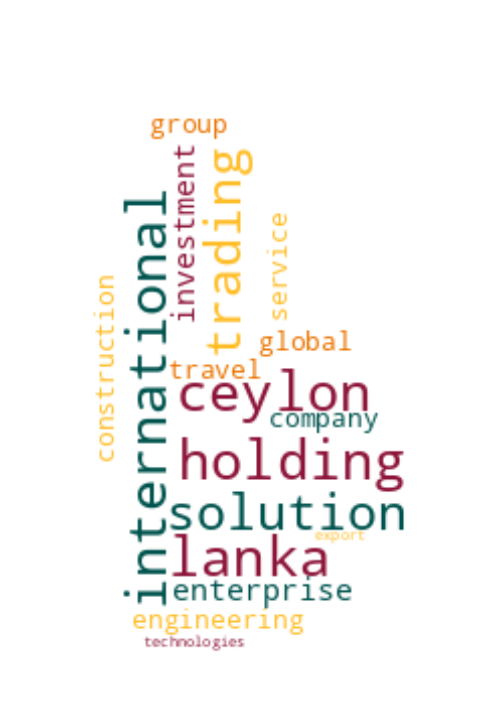 group
investment
trading
international
service
construction
global
travel
ceylon
company
holding
solution
export
lanka
enterprise
engineering
technologies